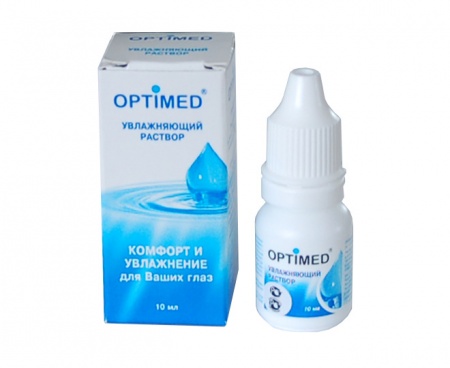 OPTIMED®
УВЛАЖНЯЮЩИЙ
РАСТВОР
КОМФОРТ И
УВЛАЖНЕНИЕ
для Ваших глаз
10 мл
OPTIMED®
УВЛАЖНЯЮЩИЙ
РАСТВОР
10 мл